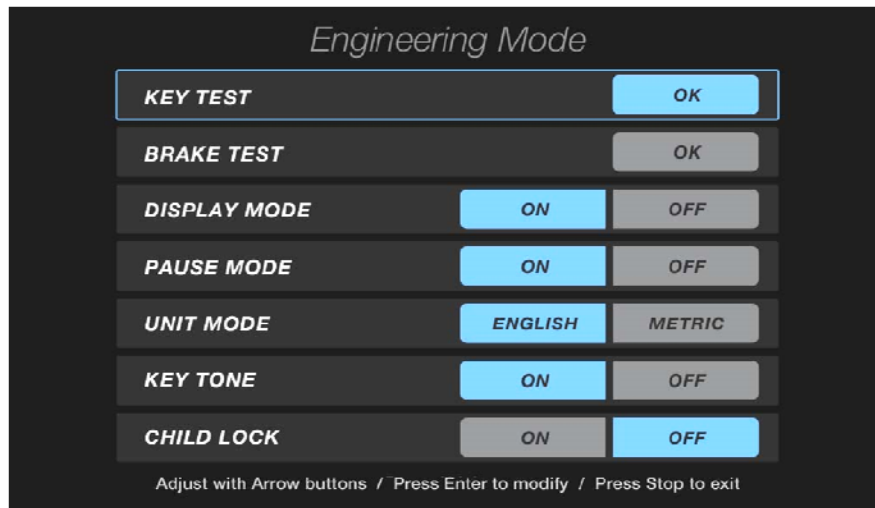 Engineering Mode
KEY TEST OK
BRAKE TEST OK
DISPLAY MODE ON OFF
PAUSE MODE ON OFF
UNIT MODE ENGLISH METRIC
KEY TONE ON OFF
CHILD LOCK ON OFF
Adjust with Arrow buttons / Press Enter to modify / Press Stop to exit